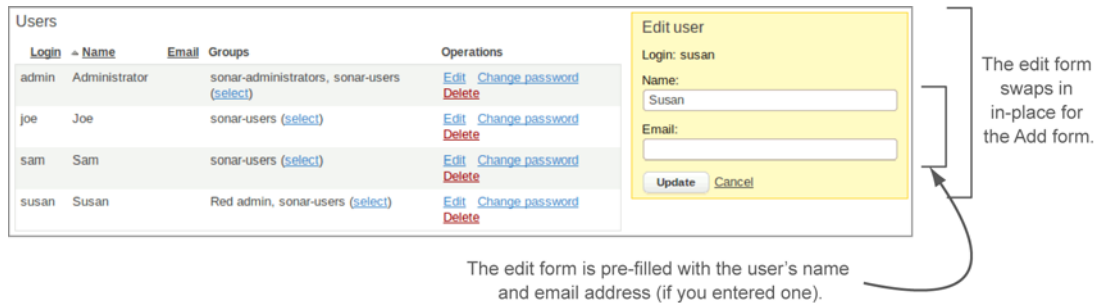 Users
Login Name Email Groups Operations
admin Administrator sonar-administrators, sonar-users Edit Change password
(select) Delete
joe Joe sonar-users (select) Edit Change password
Delete
sam Sam sonar-users (select) Edit Change password
Delete
susan Susan Red admin, sonar-users (select) Edit Change password
Delete
Edit user
Login: susan
Name:
Susan
Email:
Update Cancel
The edit form
swaps in
in-place for
the Add form.
The edit form is pre-filled with the user's name
and email address (if you entered one).